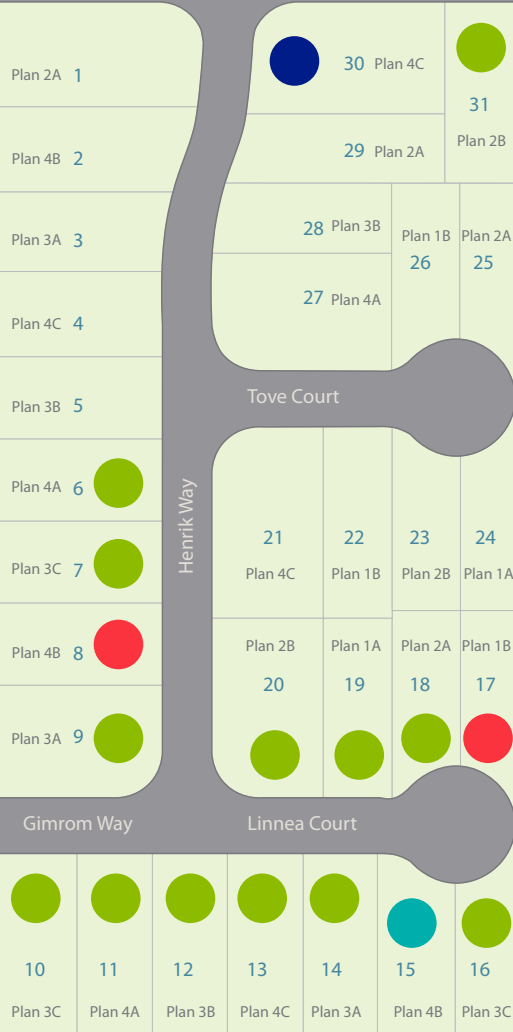 Plan 2A 1
30 Plan 4C
31
Plan 2B
29 Plan 2A
Plan 4B 2
28 Plan 3B
Plan 1B
26
Plan 2A
25
Plan 3A 3
27 Plan 4A
Plan 4C 4
Tove Court
Plan 3B 5
Henrik Way
Plan 4A 6
21
Plan 4C
22
Plan 1B
23
Plan 2B
24
Plan 1A
Plan 3C 7
Plan 4B 8
Plan 2B
20
Plan 1A
19
Plan 2A
18
Plan 1B
17
Plan 3A 9
Gimrom Way
Linnea Court
10
Plan 3C
11
Plan 4A
12
Plan 3B
13
Plan 4C
14
Plan 3A
15
Plan 4B
16
Plan 3C